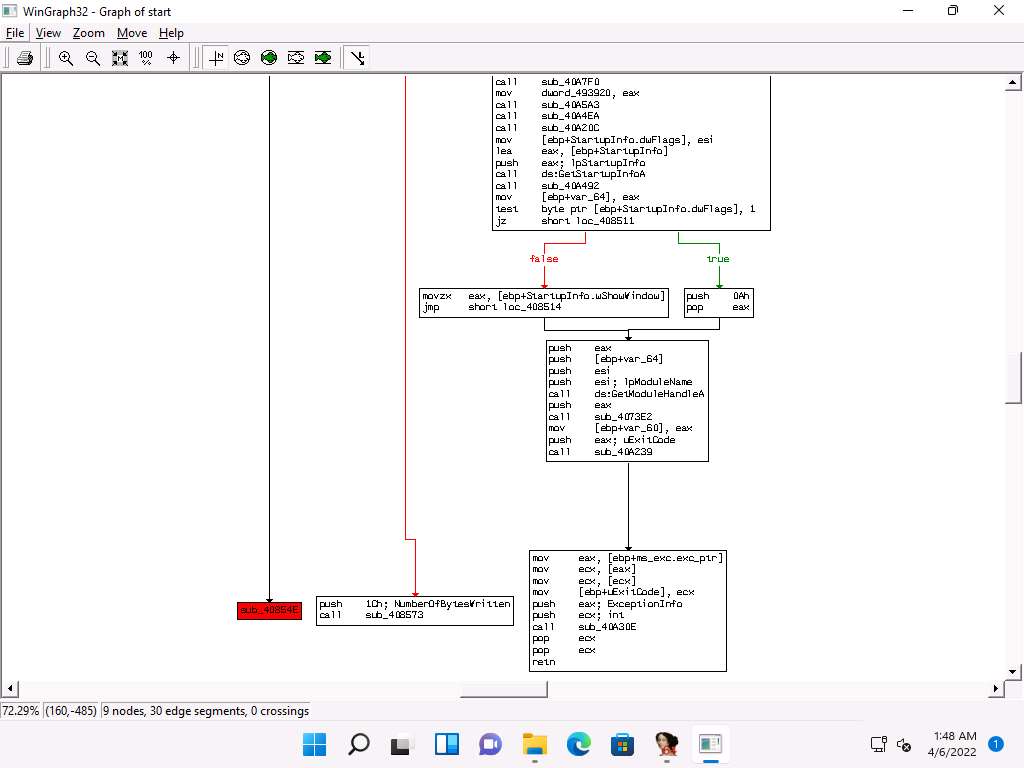 WinGraph32 - Graph of start
File View Zoom Move Help
100 %
call sub_40A7F0
mov dword_493920, eax
call sub_40A5A3
call sub_40A4EA
call sub_40A20C
mov [ebp+StartupInfo.dwFlags], esi
lea eax, [ebp+StartupInfo]
push eax; lpStartupInfo
call ds:GetStartupInfoA
call sub_40A492
mov [ebp+var_64], eax
test byte ptr [ebp+StartupInfo.dwFlags], 1
jz short loc_408511
false
true
movzx eax, [ebp+StartupInfo.wShowWindow]
jmp short loc_408514
push 0Ah
pop eax
push eax
push [ebp+var_64]
push esi
push esi; lpModuleName
call ds:GetModuleHandleA
push eax
call sub_4073E2
mov [ebp+var_60], eax
push eax; uExitCode
call sub_40A239
sub_40854E
push 1Ch; NumberOfBytesWritten
call sub_408573
mov eax, [ebp+ms_exc.exc_ptr]
mov ecx, [eax]
mov ecx, [ecx]
mov [ebp+uExitCode], ecx
push eax; ExceptionInfo
push ecx; int
call sub_40A30E
pop ecx
pop ecx
retn
72.29% (160,-485) 9 nodes, 30 edge segments, 0 crossings
1:48 AM
4/6/2022
1